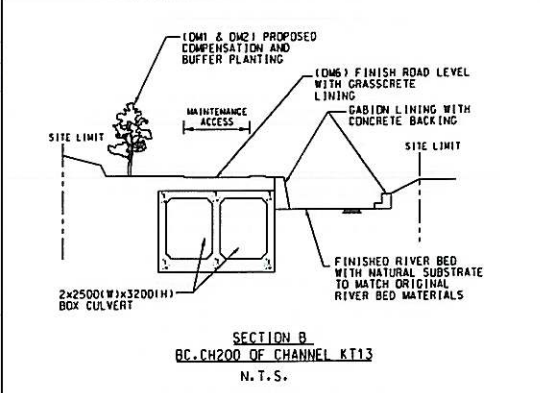 (DM1 & DM2) PROPOSED
COMPENSATION AND
BUFFER PLANTING
(DM6) FINISH ROAD LEVEL
WITH GRASSCRETE
LINING
MAINTENANCE
ACCESS
GABION LINING WITH
CONCRETE BACKING
SITE LIMIT
SITE LIMIT
2x2500(W)x3200(H)
BOX CULVERT
FINISHED RIVER BED
WITH NATURAL SUBSTRATE
TO MATCH ORIGINAL
RIVER BED MATERIALS
SECTION B
BC.CH200 OF CHANNEL KT13
N.T.S.